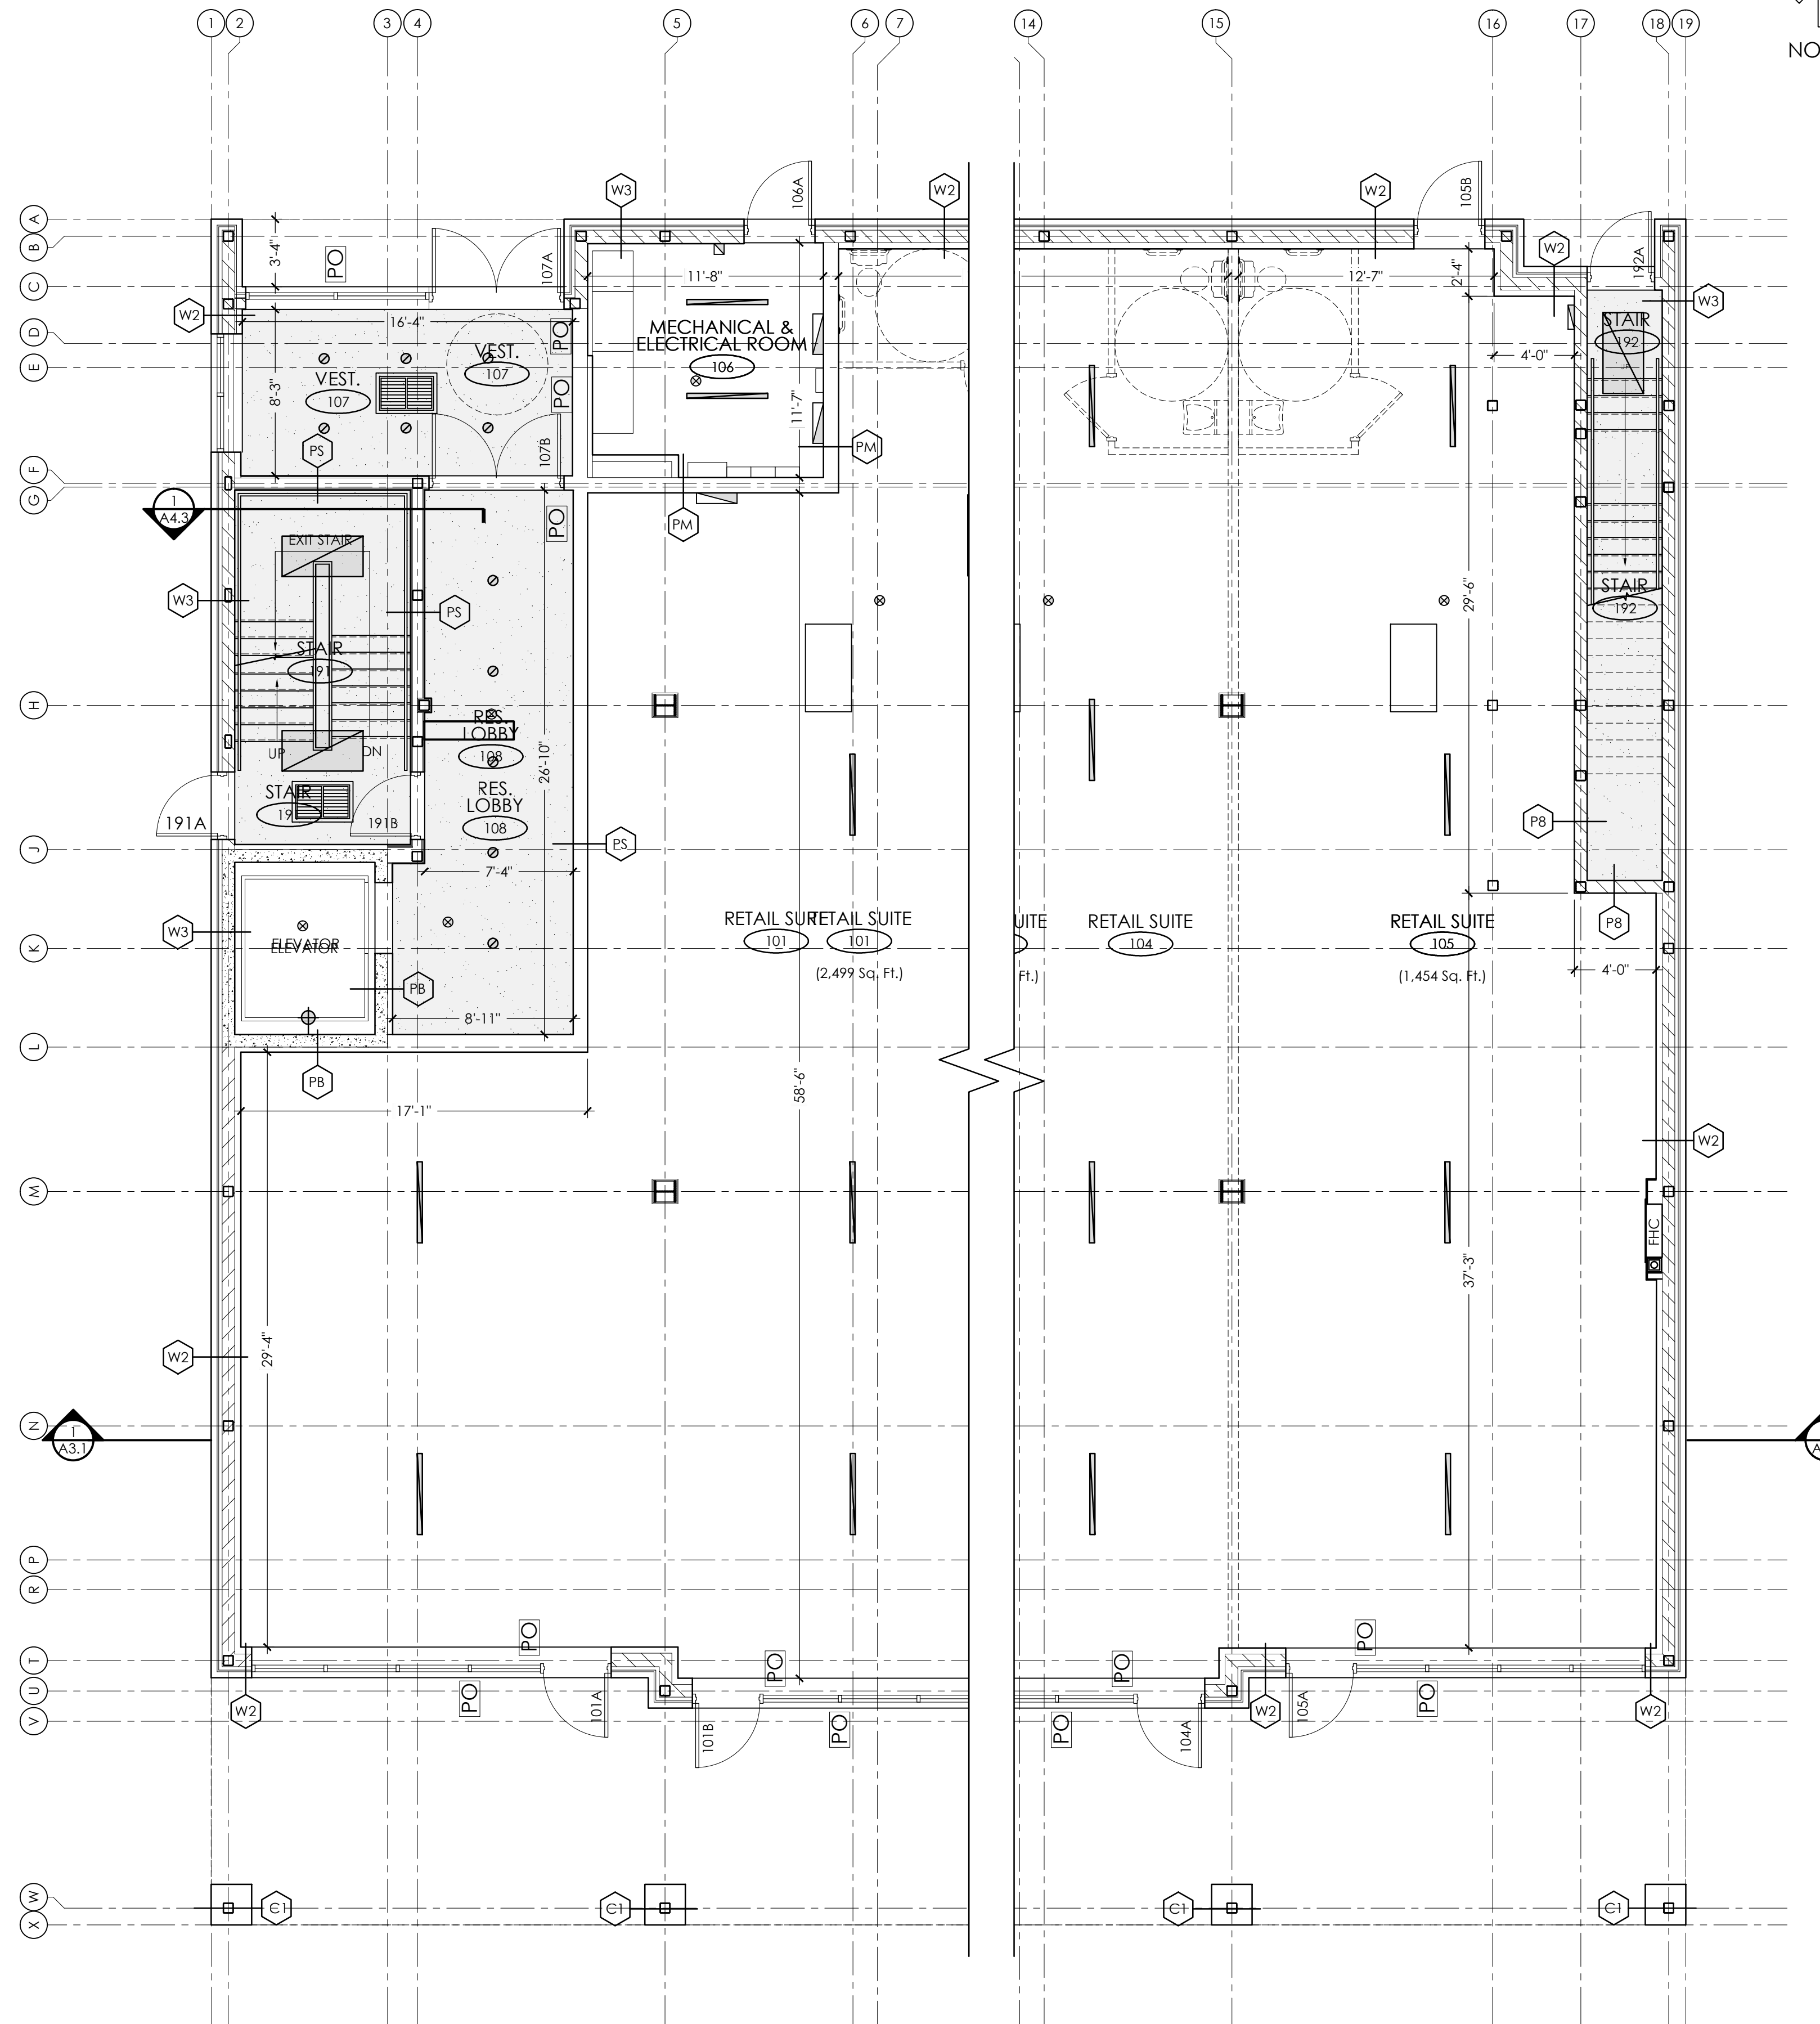 1 2 3 4 5 6 7 14 15 16 17 18 19
NO
A
B
C
D
E
F
G
H
J
K
L
M
N
P
R
T
U
V
W
X
W3
106A
W2
W2
105B
W2
192A
W3
3'-4"
PO
107A
11'-8"
12'-7"
2'-4"
W2
16'-4"
PO
MECHANICAL &
ELECTRICAL ROOM
106
STAIR
192
4'-0"
VEST.
107
VEST.
107
8'-3"
PO
11'-7"
PS
107B
PM
1
A4.3
PO
PM
EXIT STAIR
W3
PS
29'-6"
STAIR
192
STAIR
191
RES.
LOBBY
108
UP
DN
26'-10"
STAIR
19
191A
191B
RES.
LOBBY
108
P8
PS
7'-4"
W3
ELEVATOR
ELEVATOR
RETAIL SUITE
101
RETAIL SUITE
101
(2,499 Sq. Ft.)
UITE
Ft.)
RETAIL SUITE
104
RETAIL SUITE
105
(1,454 Sq. Ft.)
P8
4'-0"
PB
8'-11"
PB
58'-6"
17'-1"
W2
FHC
37'-3"
29'-4"
W2
1
A3.1
A
PO
PO
PO
PO
W2
PO
101A
101B
PO
PO
104A
W2
105A
PO
W2
C1
C1
C1
C1